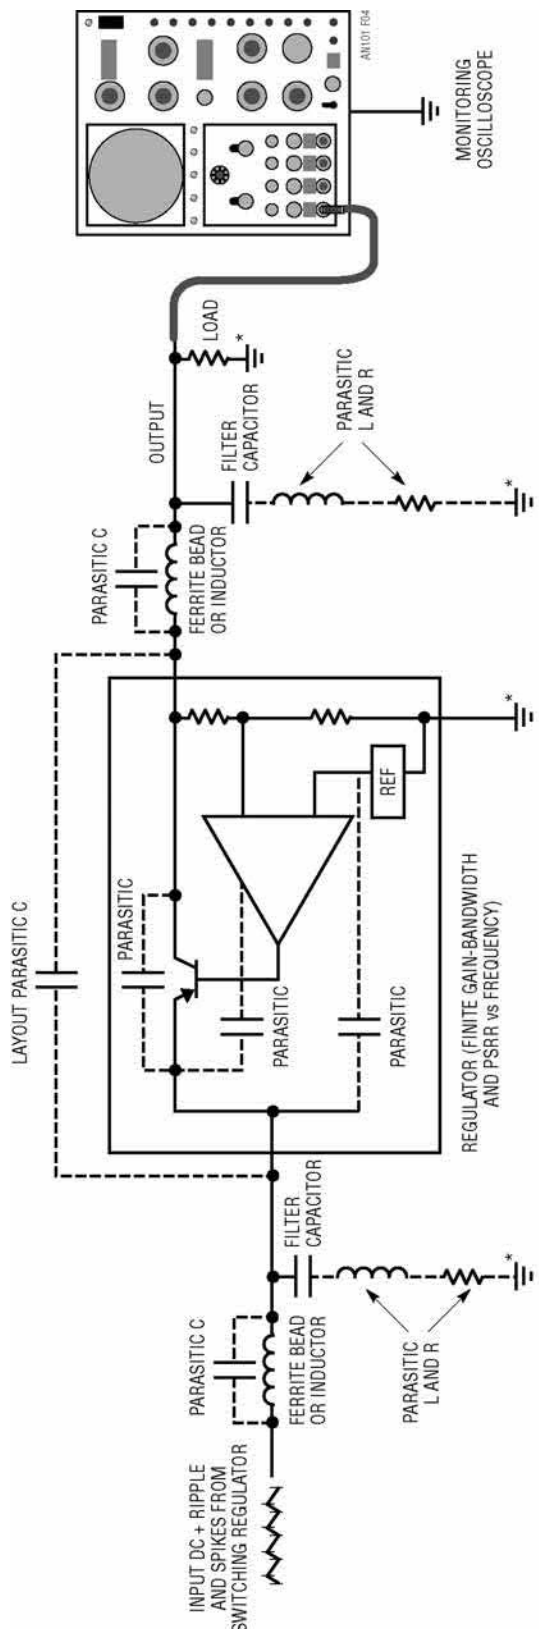 INPUT DC + RIPPLE
AND SPIKES FROM
SWITCHING REGULATOR
PARASITIC C
FERRITE BEAD
OR INDUCTOR
FILTER
CAPACITOR
PARASITIC
L AND R
*
LAYOUT PARASITIC C
PARASITIC
PARASITIC
PARASITIC
REF
*
REGULATOR (FINITE GAIN-BANDWIDTH
AND PSRR vs FREQUENCY)
PARASITIC C
FERRITE BEAD
OR INDUCTOR
OUTPUT
FILTER
CAPACITOR
PARASITIC
L AND R
*
LOAD
*
MONITORING
OSCILLOSCOPE
AN101 F04